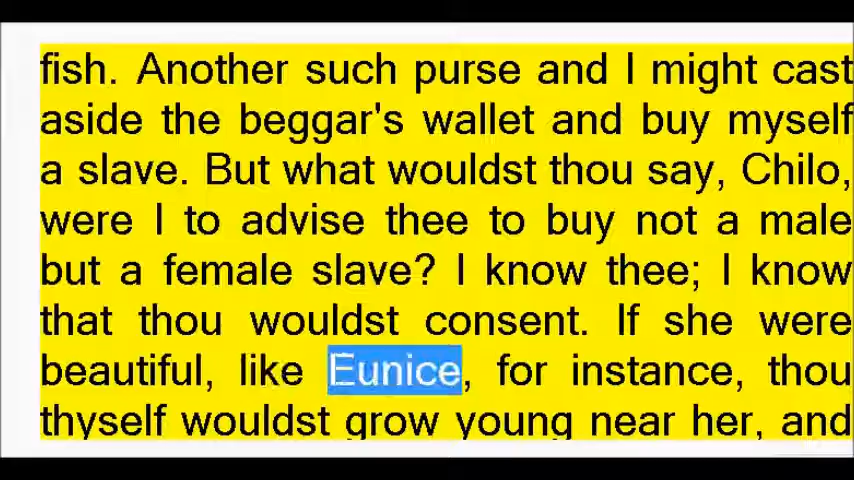 fish. Another such purse and I might cast
aside the beggar's wallet and buy myself
a slave. But what wouldst thou say, Chilo,
were I to advise thee to buy not a male
but a female slave? I know thee; I know
that thou wouldst consent. If she were
beautiful, like Eunice, for instance, thou
thyself wouldst grow young near her, and